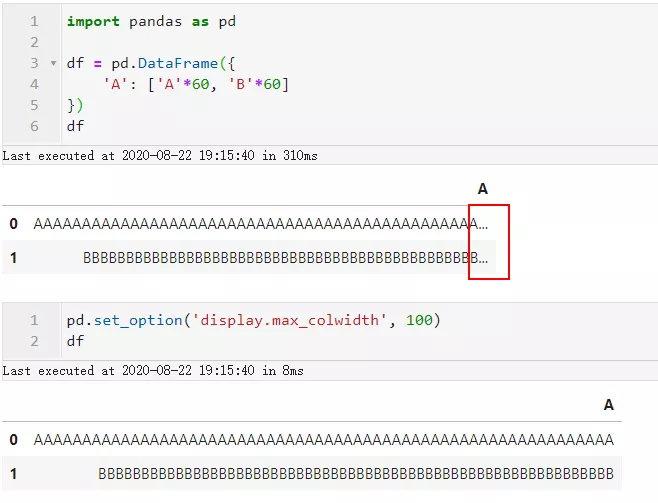 1 import pandas as pd
2
3 df = pd.DataFrame({
4 'A': ['A'*60, 'B'*60]
5 })
6 df
Last executed at 2020-08-22 19:15:40 in 310ms
A
0 AAAAAAAAAAAAAAAAAAAAAAAAAAAAAAAAAAAAAAAAAAAAAA...
1 BBBBBBBBBBBBBBBBBBBBBBBBBBBBBBBBBBBBBBBBBBBBBB...
1 pd.set_option('display.max_colwidth', 100)
2 df
Last executed at 2020-08-22 19:15:40 in 8ms
A
0 AAAAAAAAAAAAAAAAAAAAAAAAAAAAAAAAAAAAAAAAAAAAAAAAAAAAAAAAAAAA
1 BBBBBBBBBBBBBBBBBBBBBBBBBBBBBBBBBBBBBBBBBBBBBBBBBBBBBBBBBBBB